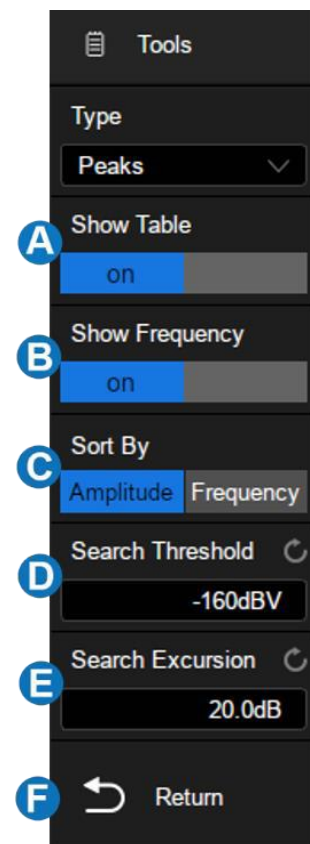 Tools
Type
Peaks
A
Show Table
on
B
Show Frequency
on
C
Sort By
Amplitude Frequency
D
Search Threshold
-160dBV
E
Search Excursion
20.0dB
F
Return